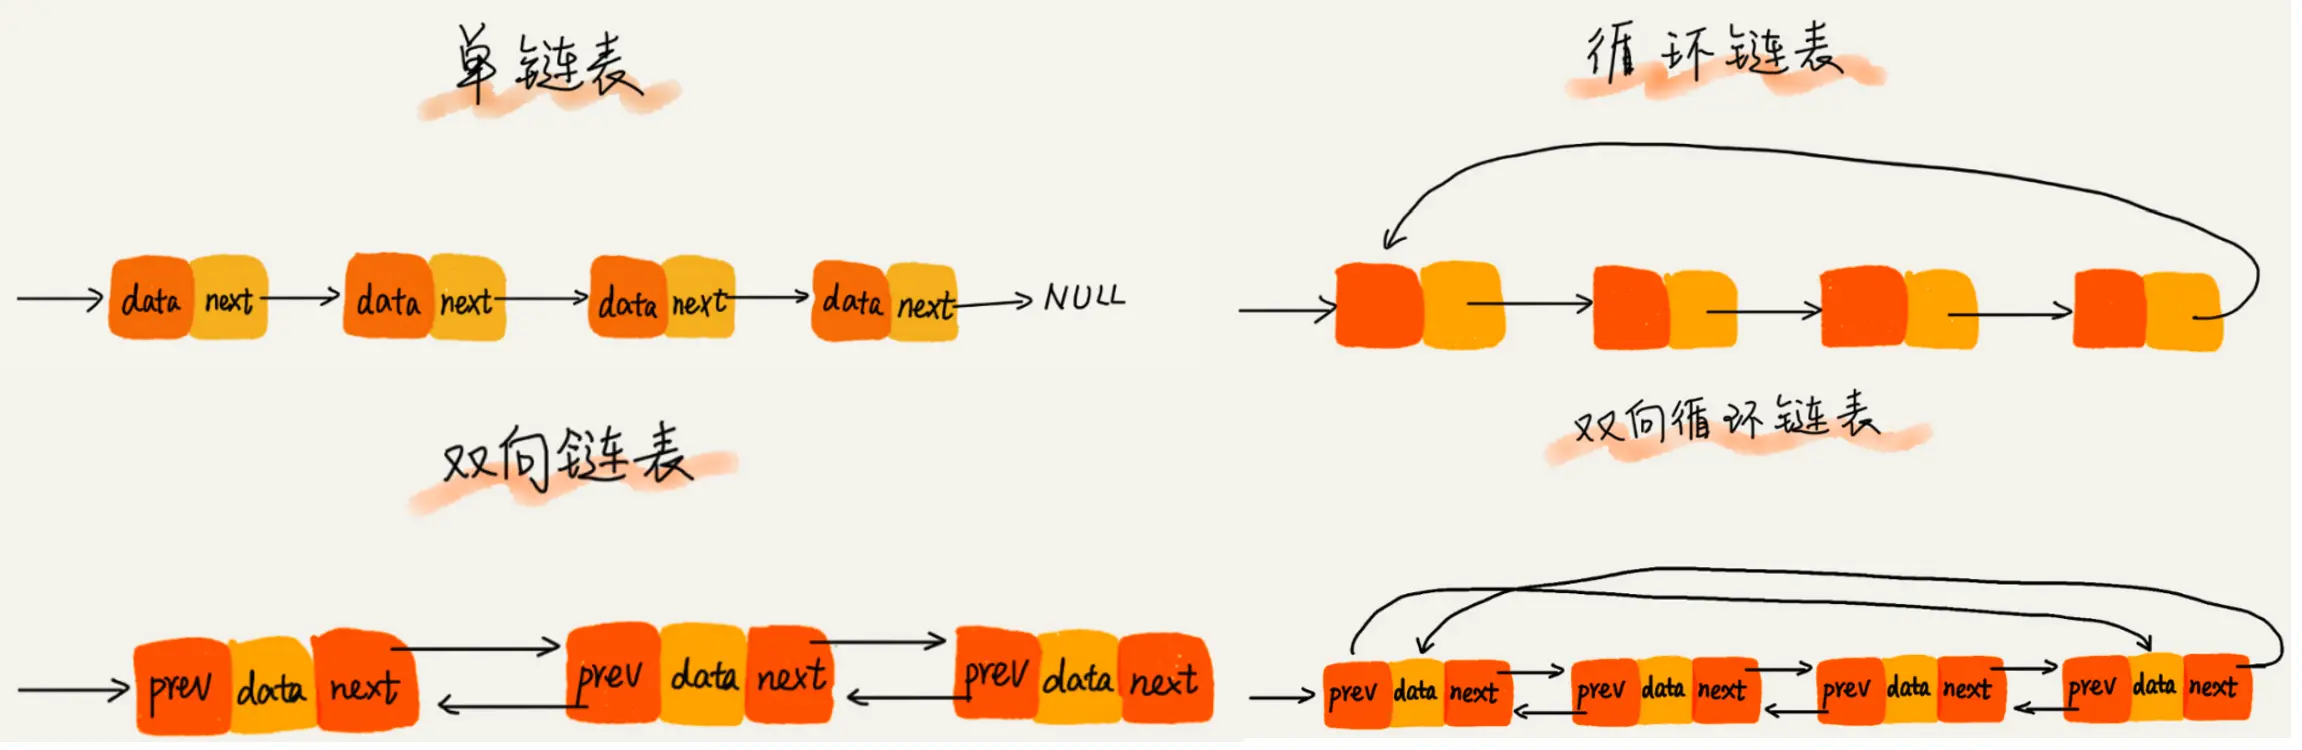 单链表
data next data next data next data next NULL
循环链表
双向链表
prev data next prev data next prev data next
双向循环链表
prev data next prev data next prev data next prev data next